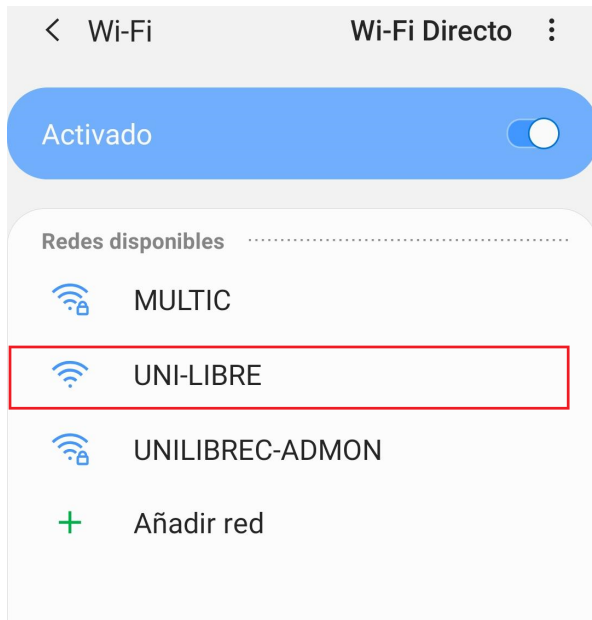 Wi-Fi Wi-Fi Directo
Activado
Redes disponibles
MULTIC
UNI-LIBRE
UNILIBREC-ADMON
Añadir red